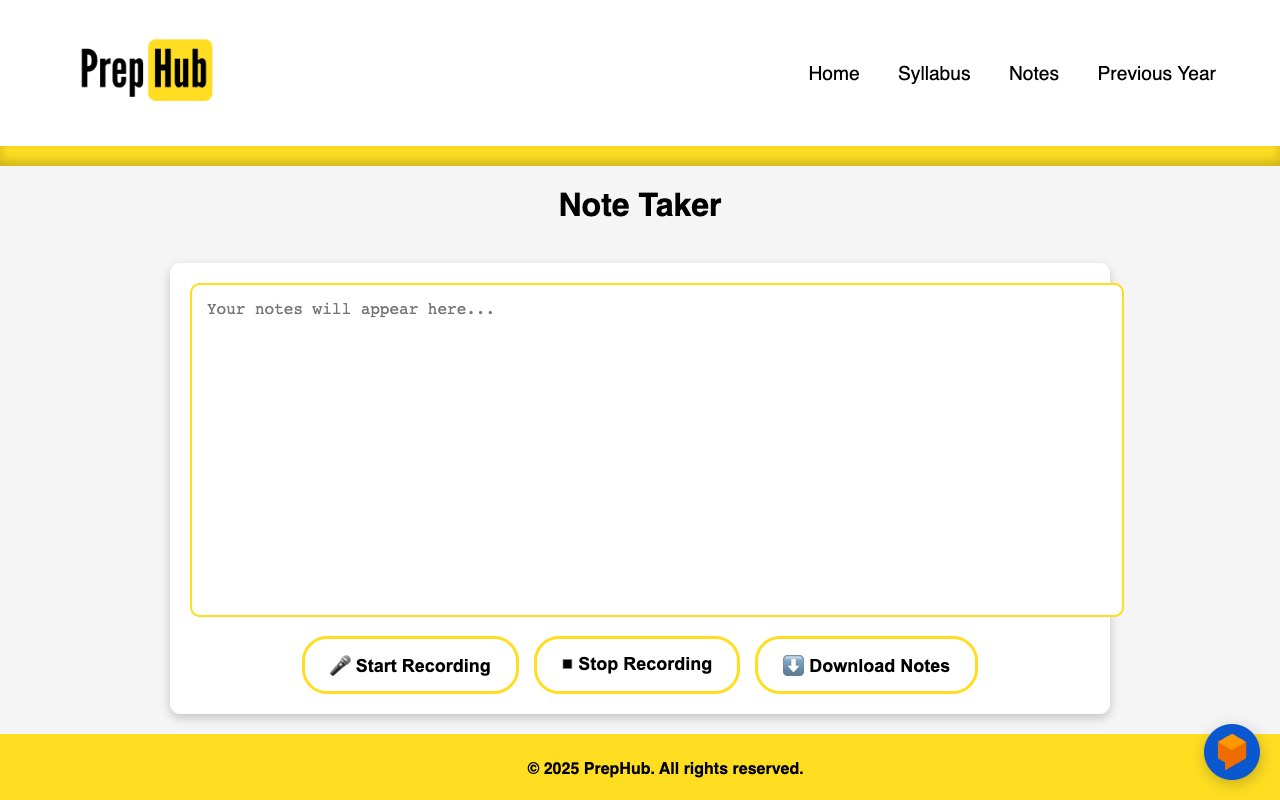 Prep Hub
Home Syllabus Notes Previous Year
Note Taker
Your notes will appear here...
🎤 Start Recording ⏹ Stop Recording ⬇️ Download Notes
© 2025 PrepHub. All rights reserved.